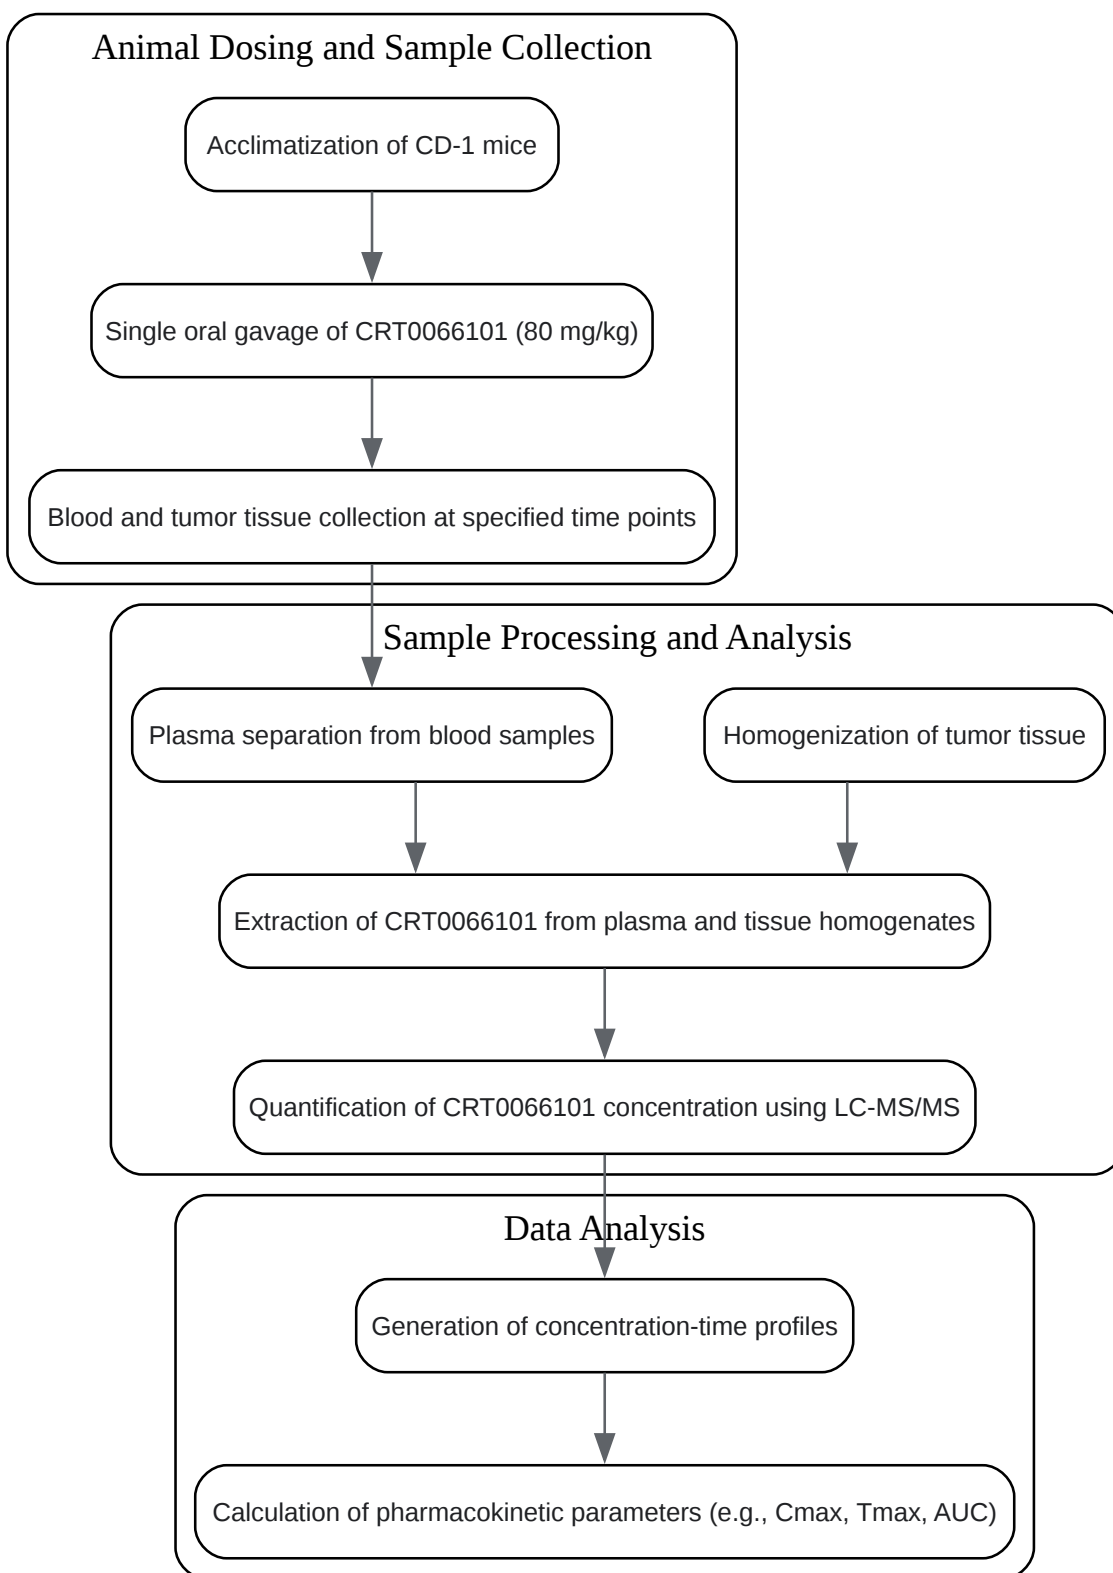 Animal Dosing and Sample Collection
Acclimatization of CD-1 mice
Single oral gavage of CRT0066101 (80 mg/kg)
Blood and tumor tissue collection at specified time points
Sample Processing and Analysis
Plasma separation from blood samples
Homogenization of tumor tissue
Extraction of CRT0066101 from plasma and tissue homogenates
Quantification of CRT0066101 concentration using LC-MS/MS
Data Analysis
Generation of concentration-time profiles
Calculation of pharmacokinetic parameters (e.g., Cmax, Tmax, AUC)